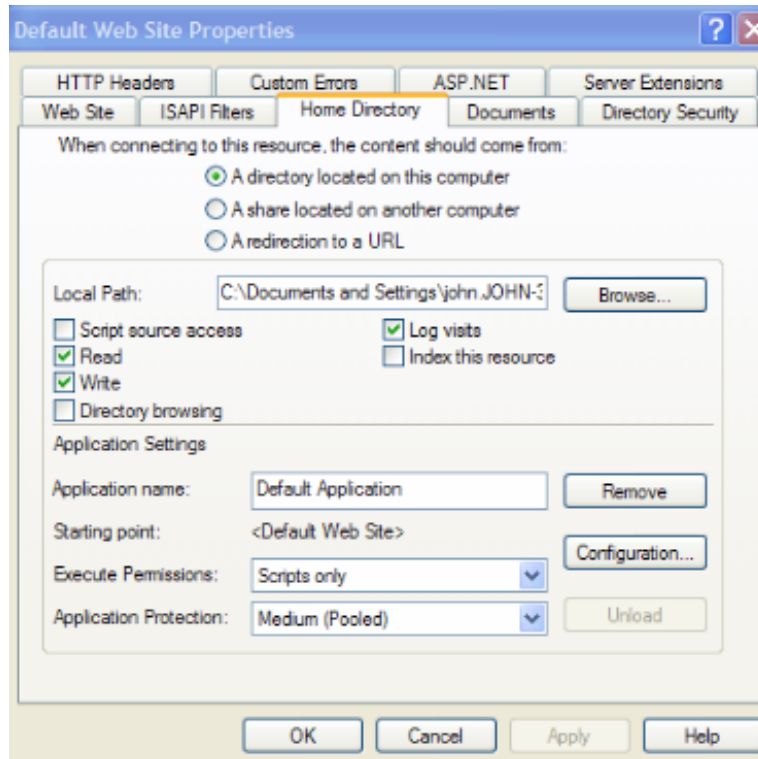 Default Web Site Properties
HTTP Headers Custom Errors ASP.NET Server Extensions
Web Site ISAPI Filters Home Directory Documents Directory Security
When connecting to this resource, the content should come from:
A directory located on this computer
A share located on another computer
A redirection to a URL
Local Path: C:\Documents and Settings\john.JOHN-3 Browse...
Script source access Log visits
Read Index this resource
Write
Directory browsing
Application Settings
Application name: Default Application Remove
Starting point: <Default Web Site>
Configuration...
Execute Permissions: Scripts only
Application Protection: Medium (Pooled) Unload
OK Cancel Apply Help